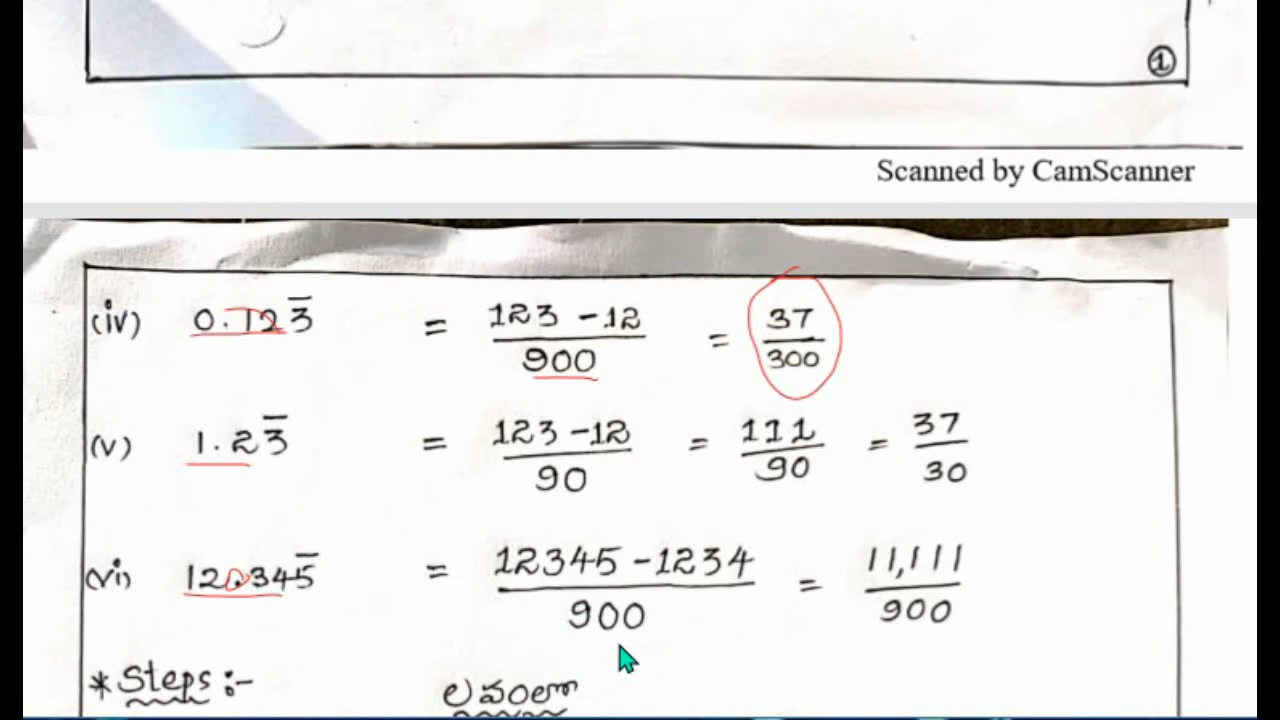 ①
Scanned by CamScanner
(iv) 0.123̅ = 123 - 12 / 900 = 37 / 300
(v) 1.23̅ = 123 - 12 / 90 = 111 / 90 = 37 / 30
(vi) 12.345̅ = 12345 - 1234 / 900 = 11,111 / 900
* Steps :- లవంలో